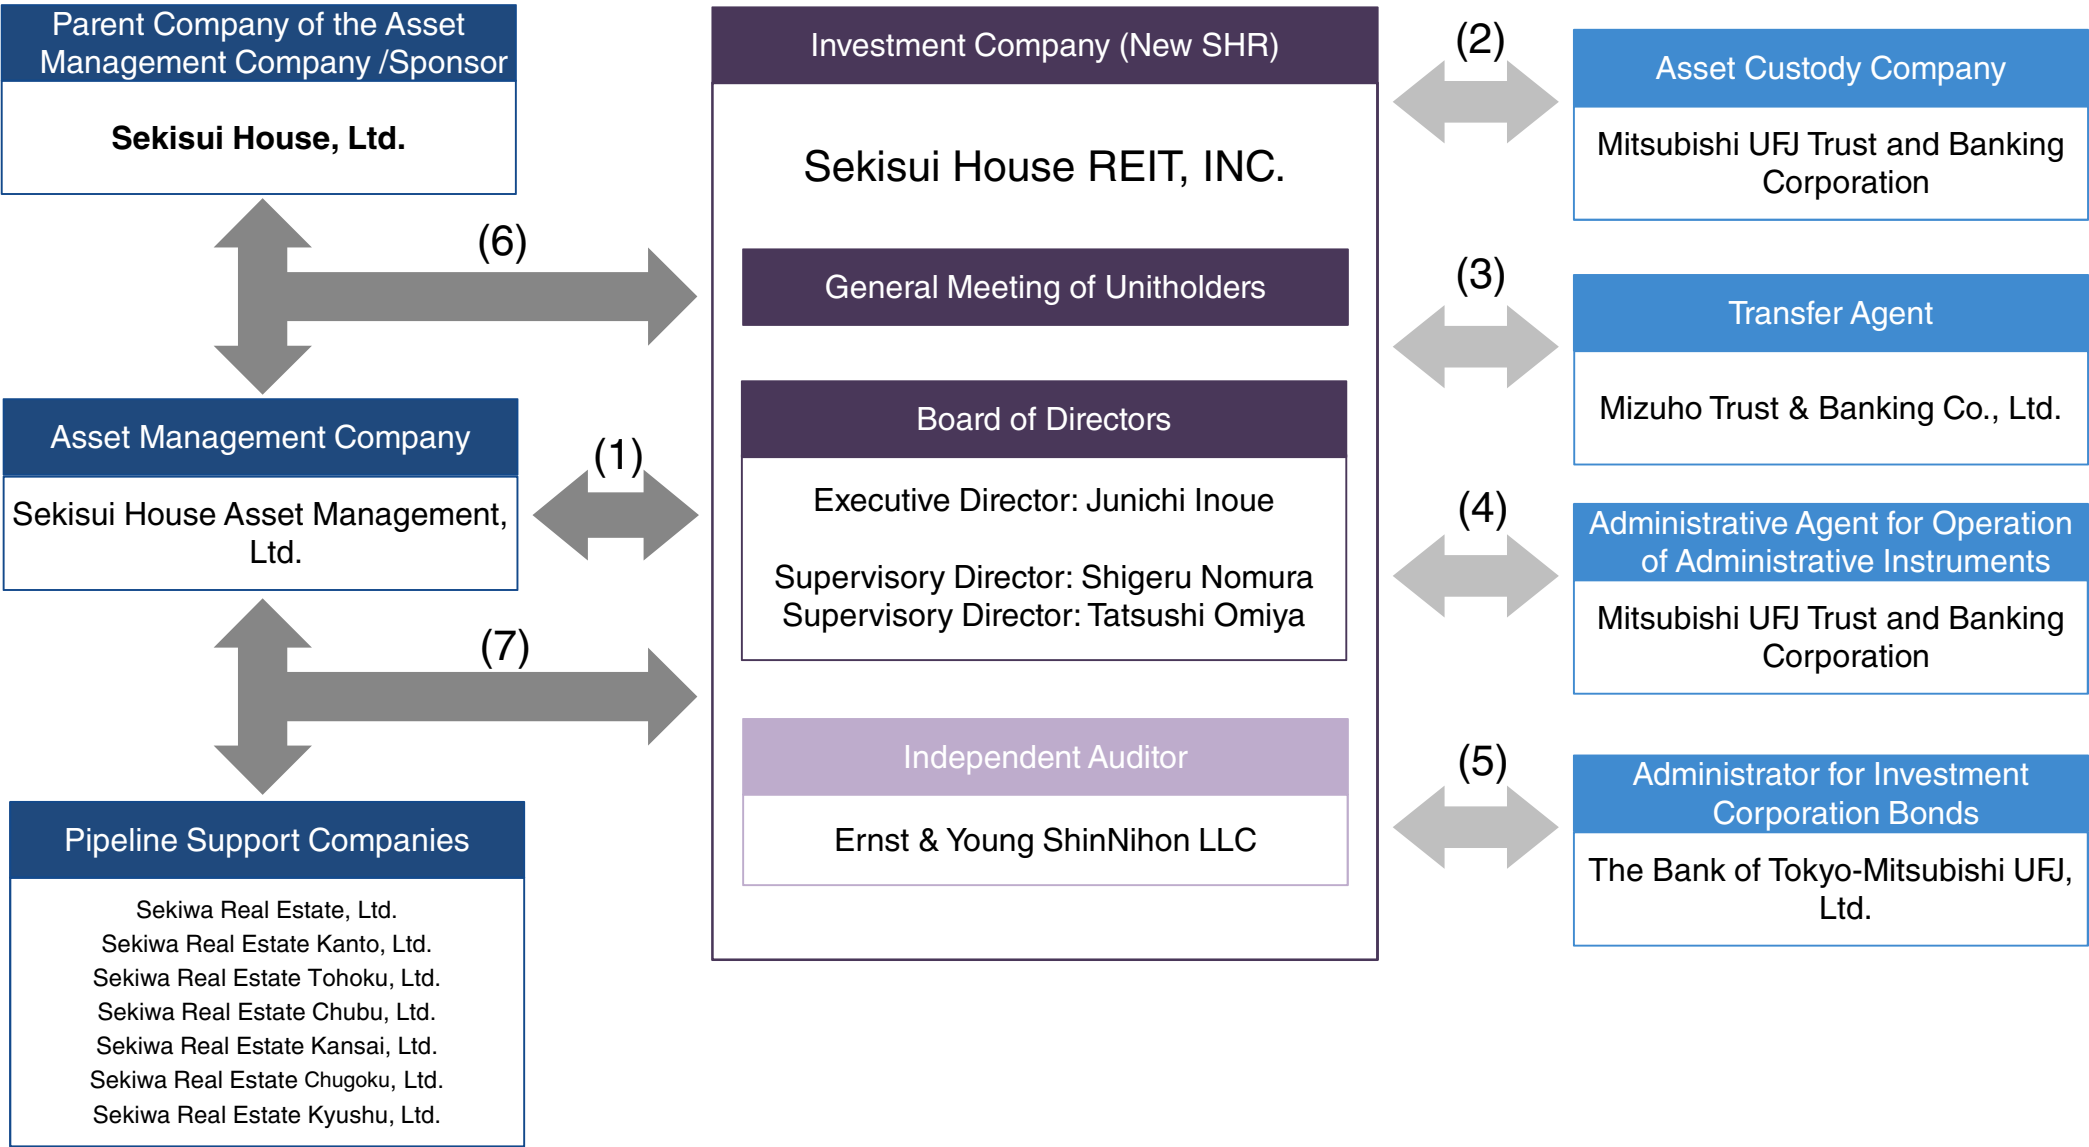 Parent Company of the Asset
Management Company /Sponsor
Sekisui House, Ltd.
(6)
Asset Management Company
Sekisui House Asset Management,
Ltd.
(1)
(7)
Pipeline Support Companies
Sekiwa Real Estate, Ltd.
Sekiwa Real Estate Kanto, Ltd.
Sekiwa Real Estate Tohoku, Ltd.
Sekiwa Real Estate Chubu, Ltd.
Sekiwa Real Estate Kansai, Ltd.
Sekiwa Real Estate Chugoku, Ltd.
Sekiwa Real Estate Kyushu, Ltd.
Investment Company (New SHR)
Sekisui House REIT, INC.
General Meeting of Unitholders
Board of Directors
Executive Director: Junichi Inoue
Supervisory Director: Shigeru Nomura
Supervisory Director: Tatsushi Omiya
Independent Auditor
Ernst & Young ShinNihon LLC
(2)
Asset Custody Company
Mitsubishi UFJ Trust and Banking
Corporation
(3)
Transfer Agent
Mizuho Trust & Banking Co., Ltd.
(4)
Administrative Agent for Operation
of Administrative Instruments
Mitsubishi UFJ Trust and Banking
Corporation
(5)
Administrator for Investment
Corporation Bonds
The Bank of Tokyo-Mitsubishi UFJ,
Ltd.